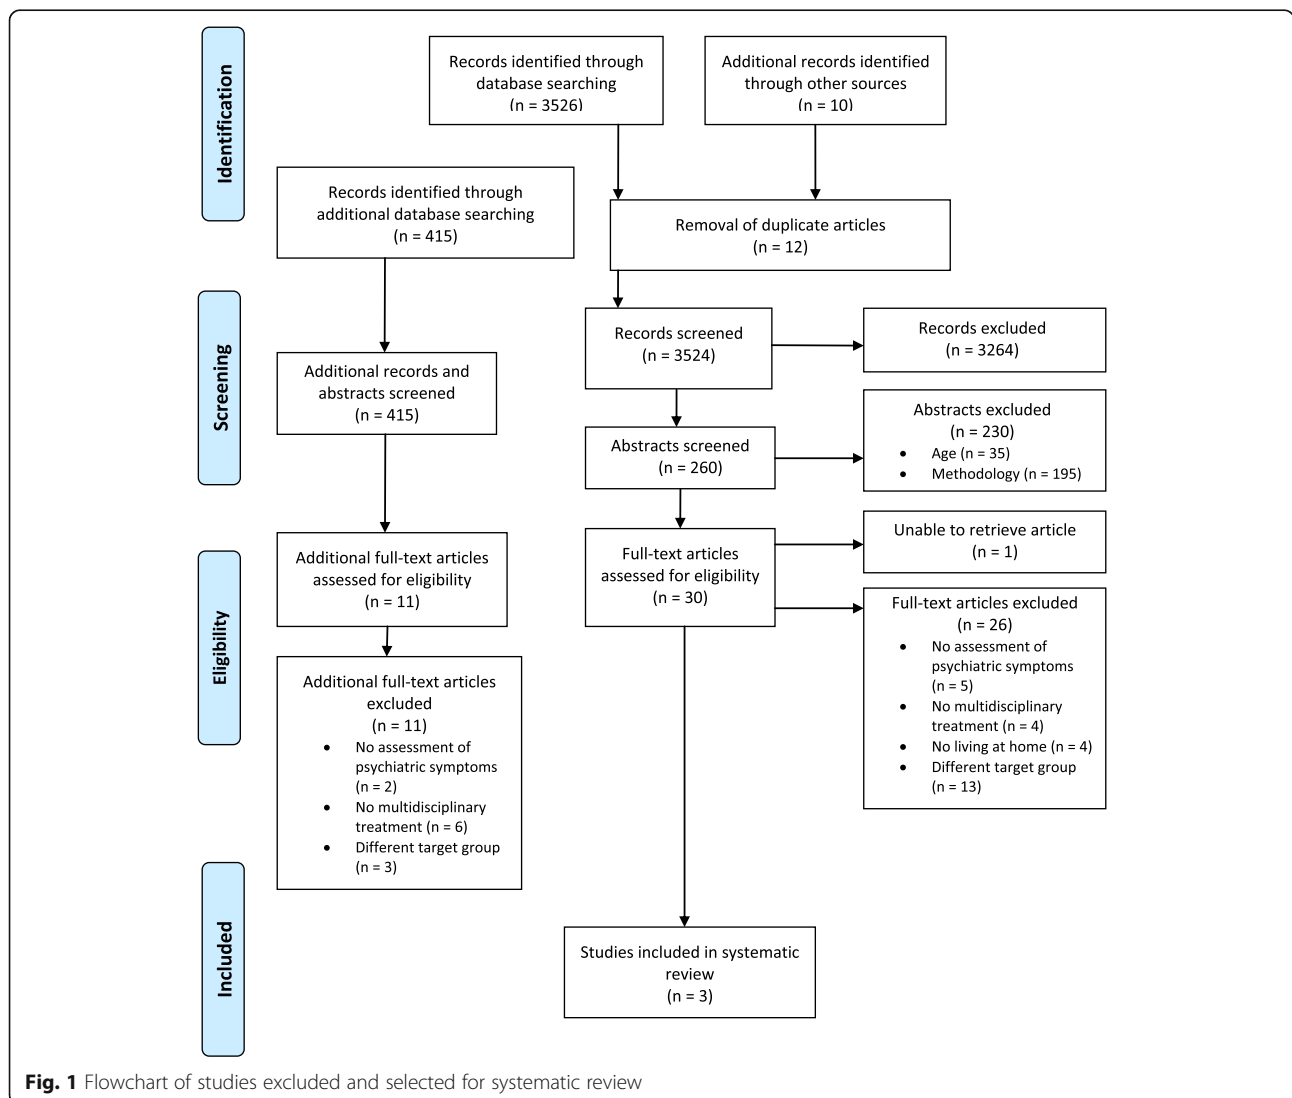 Identification
Records identified through
database searching
(n = 3526)
Additional records identified
through other sources
(n = 10)
Records identified through
additional database searching
(n = 415)
Removal of duplicate articles
(n = 12)
Screening
Records screened
(n = 3524)
Records excluded
(n = 3264)
Additional records and
abstracts screened
(n = 415)
Abstracts screened
(n = 260)
Abstracts excluded
(n = 230)
• Age (n = 35)
• Methodology (n = 195)
Eligibility
Additional full-text articles
assessed for eligibility
(n = 11)
Full-text articles
assessed for eligibility
(n = 30)
Unable to retrieve article
(n = 1)
Full-text articles excluded
(n = 26)
• No assessment of
psychiatric symptoms
(n = 5)
• No multidisciplinary
treatment (n = 4)
• No living at home (n = 4)
• Different target group
(n = 13)
Additional full-text articles
excluded
(n = 11)
• No assessment of
psychiatric symptoms
(n = 2)
• No multidisciplinary
treatment (n = 6)
• Different target group
(n = 3)
Included
Studies included in systematic
review
(n = 3)
Fig. 1 Flowchart of studies excluded and selected for systematic review